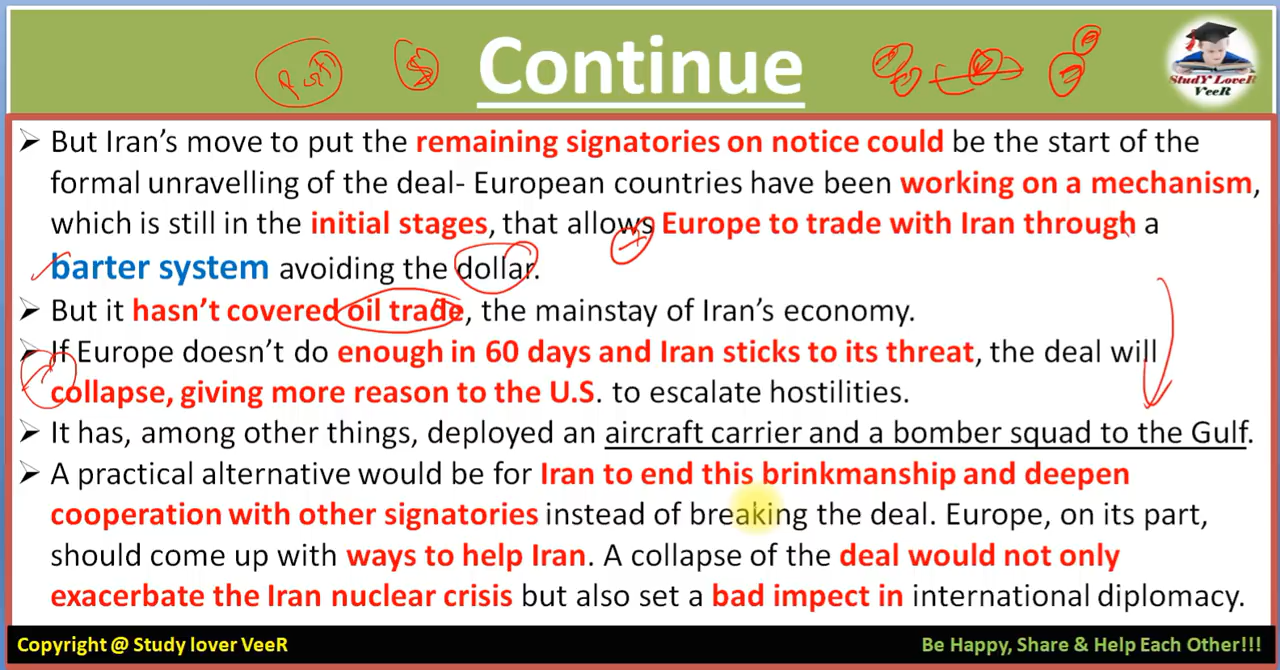 Continue
StudY LoveR
VeeR
➢ But Iran's move to put the remaining signatories on notice could be the start of the
formal unravelling of the deal- European countries have been working on a mechanism,
which is still in the initial stages, that allows Europe to trade with Iran through a
barter system avoiding the dollar.
➢ But it hasn't covered oil trade, the mainstay of Iran's economy.
➢ If Europe doesn't do enough in 60 days and Iran sticks to its threat, the deal will
collapse, giving more reason to the U.S. to escalate hostilities.
➢ It has, among other things, deployed an aircraft carrier and a bomber squad to the Gulf.
➢ A practical alternative would be for Iran to end this brinkmanship and deepen
cooperation with other signatories instead of breaking the deal. Europe, on its part,
should come up with ways to help Iran. A collapse of the deal would not only
exacerbate the Iran nuclear crisis but also set a bad impact in international diplomacy.
Copyright @ Study lover VeeR
Be Happy, Share & Help Each Other!!!